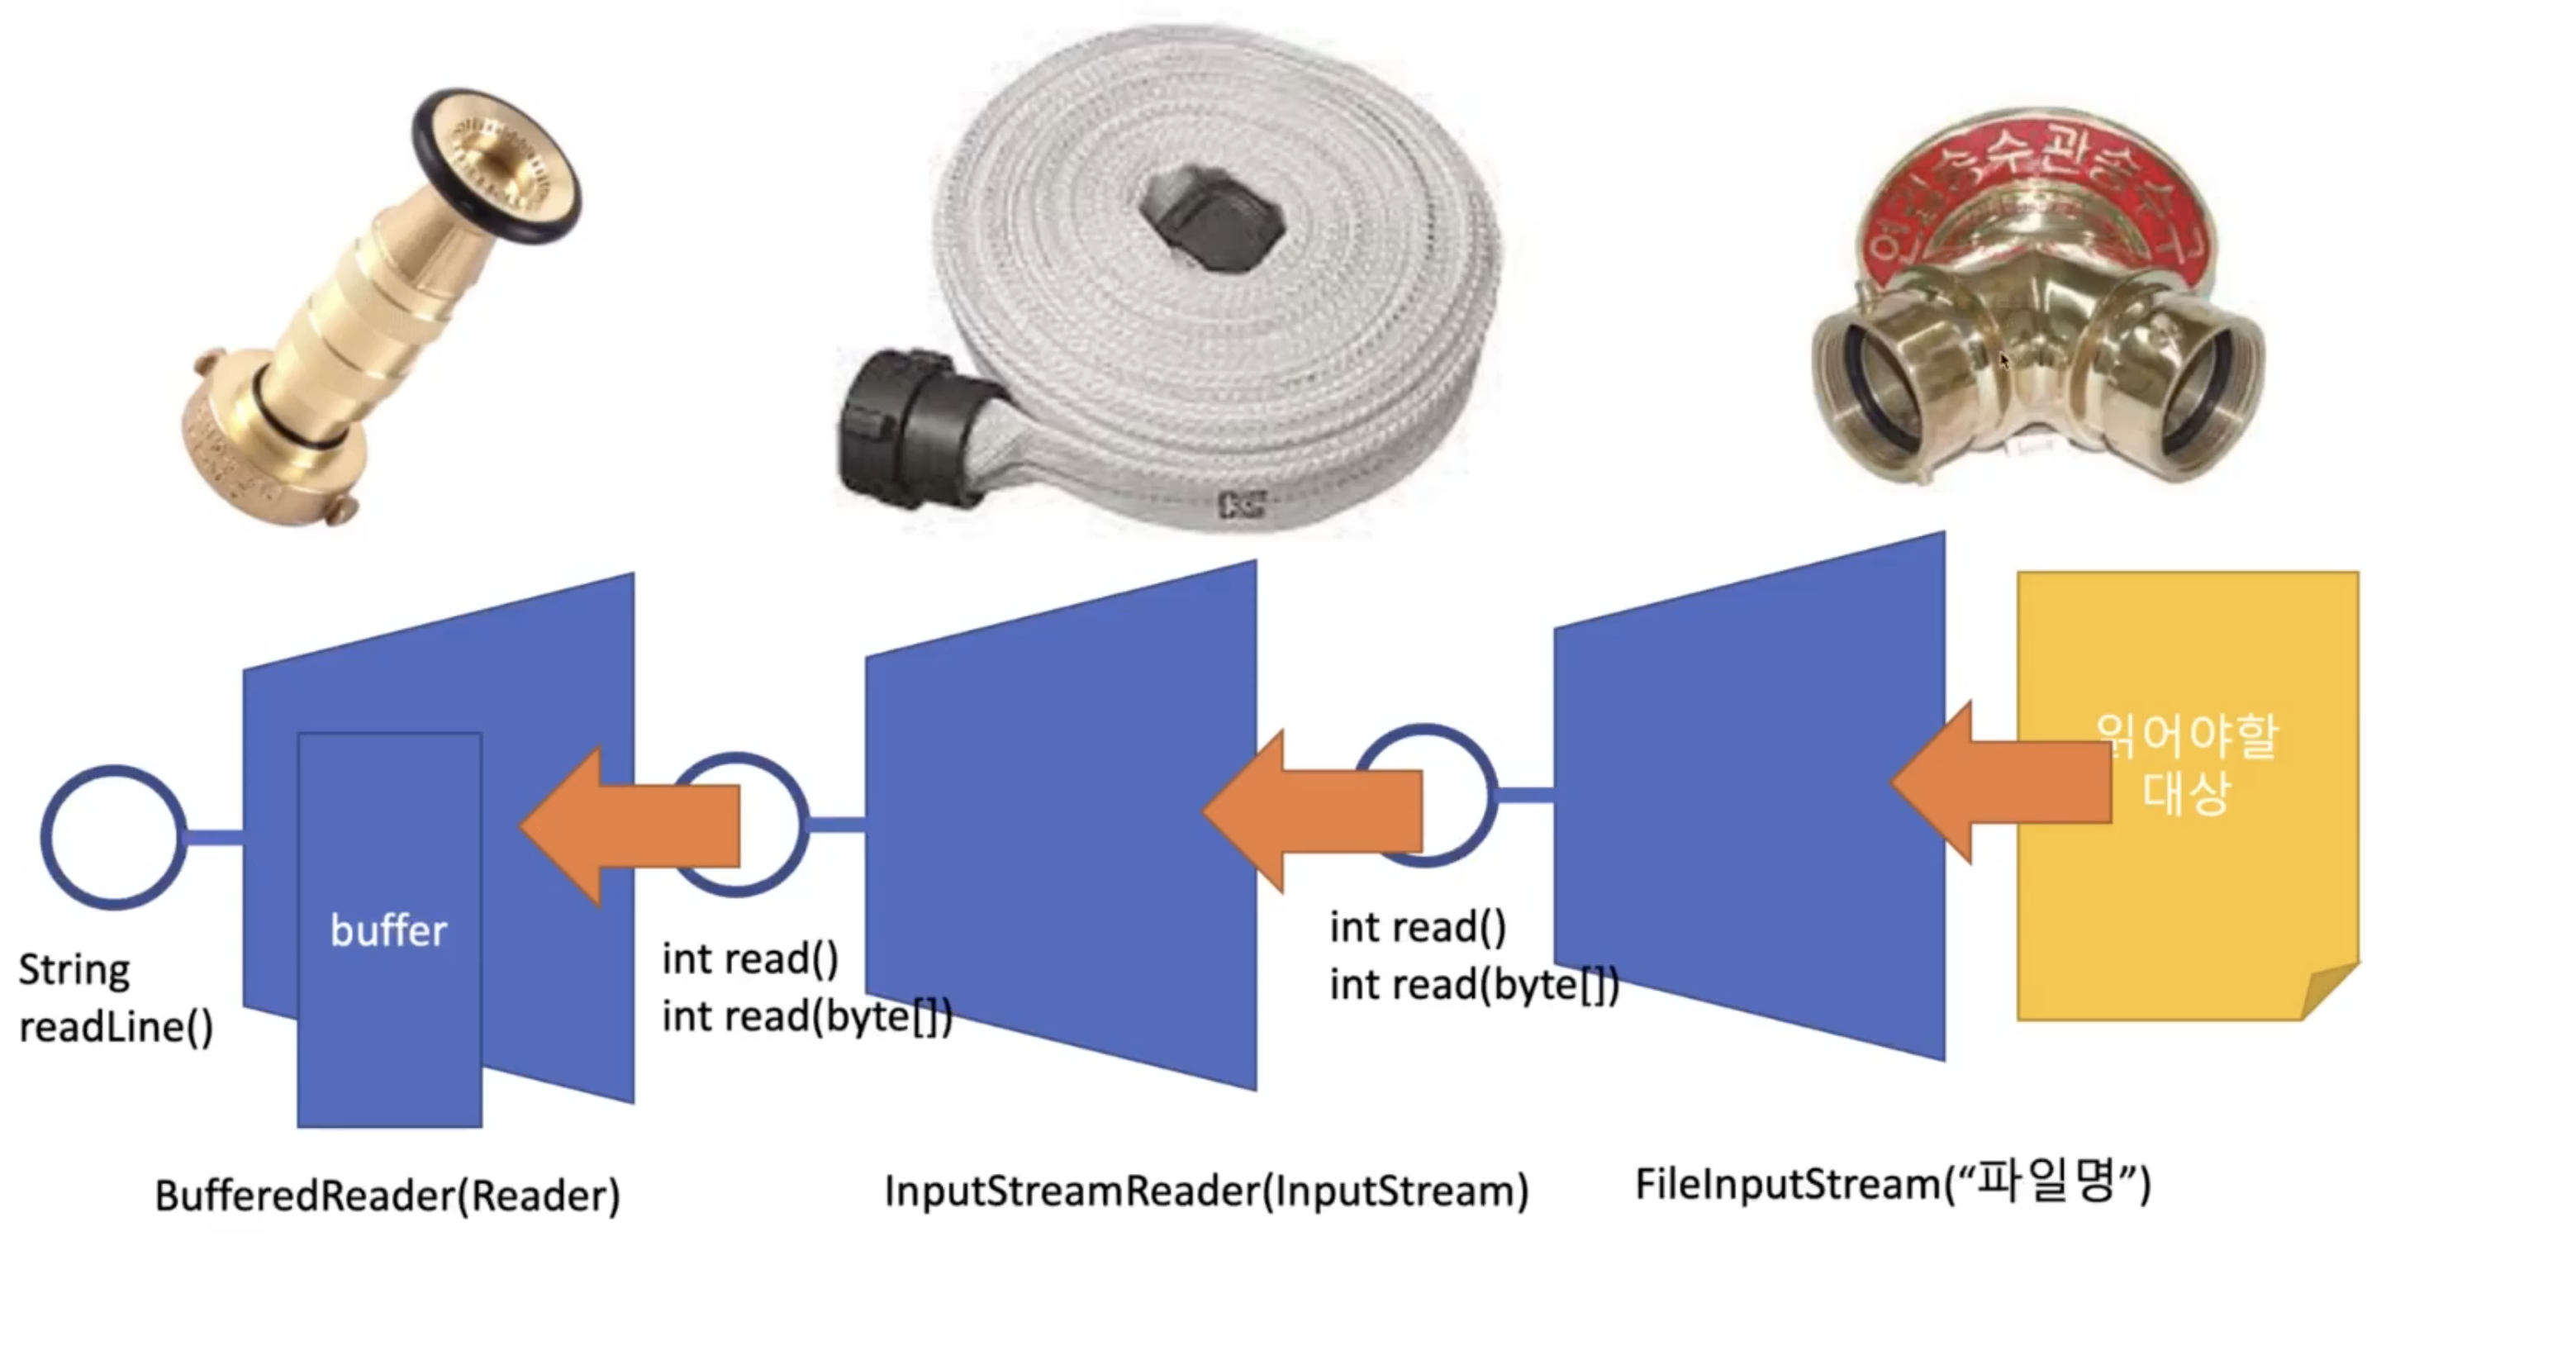 연결송수관송수구
KC
읽어야할
대상
buffer
String
readLine()
int read()
int read(byte[])
int read()
int read(byte[])
BufferedReader(Reader)
InputStreamReader(InputStream)
FileInputStream(“파일명”)